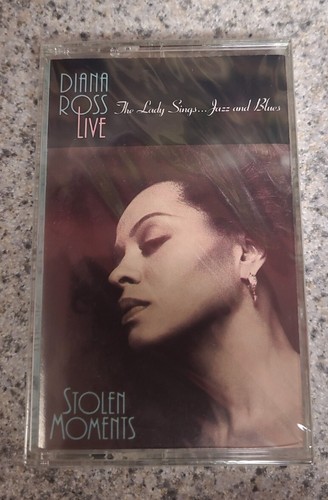 DIANA
ROSS
LIVE
The Lady Sings...Jazz and Blues
STOLEN
MOMENTS